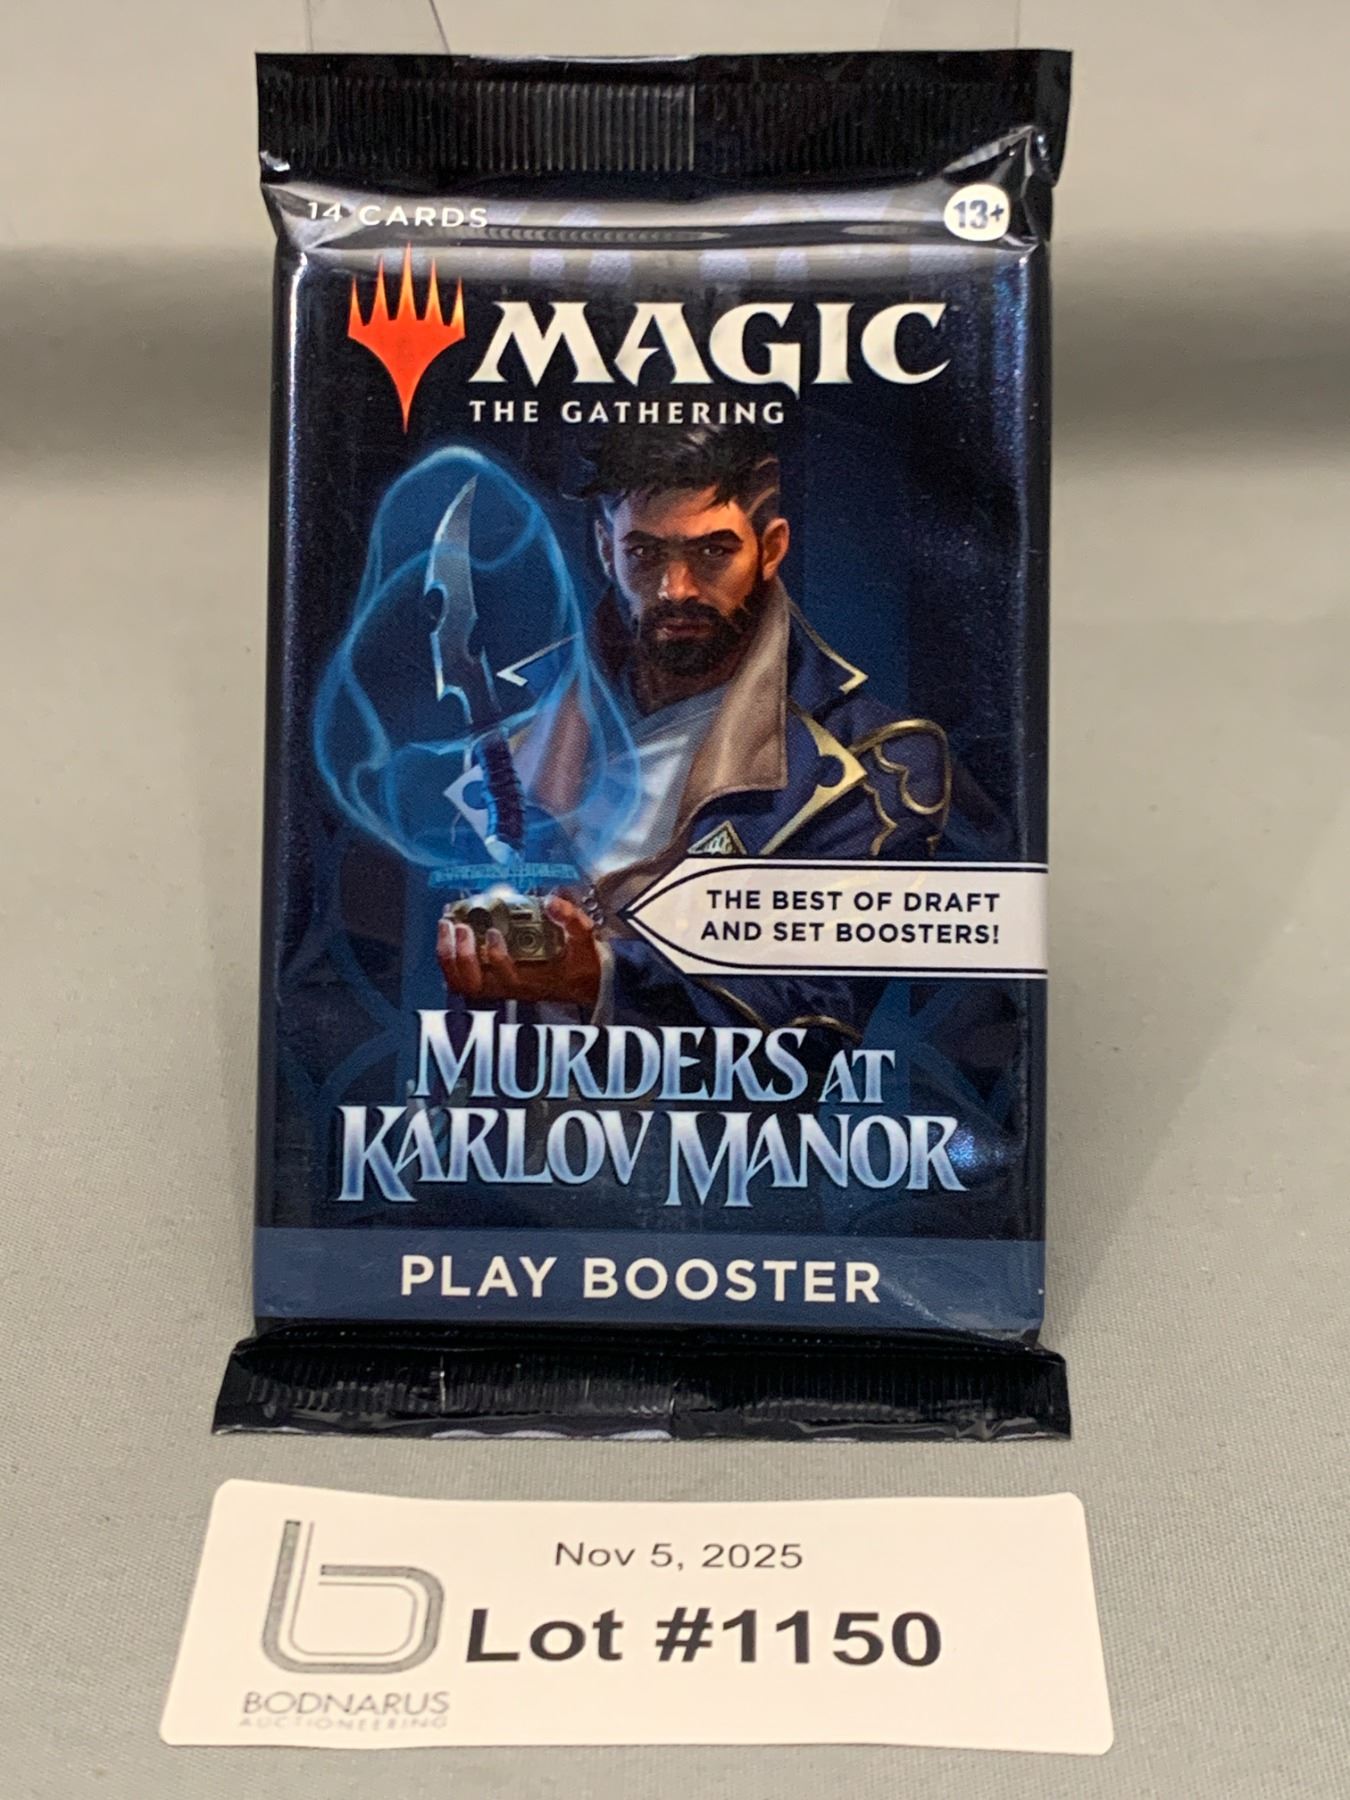 14 CARDS
13+
MAGIC
THE GATHERING
THE BEST OF DRAFT
AND SET BOOSTERS!
MURDERS AT
KARLOV MANOR
PLAY BOOSTER
Nov 5, 2025
Lot #1150
BODNARUS
AUCTIONEERING